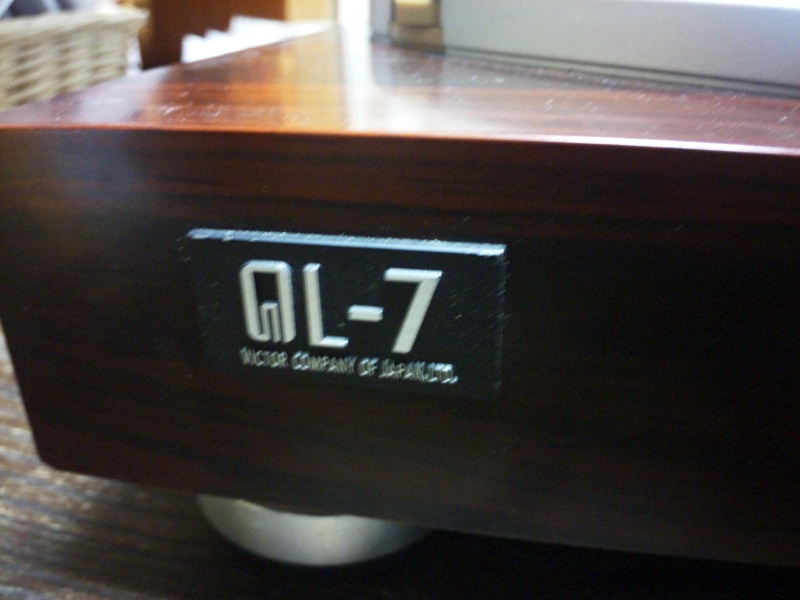 QL-7
VICTOR COMPANY OF JAPAN, LTD.